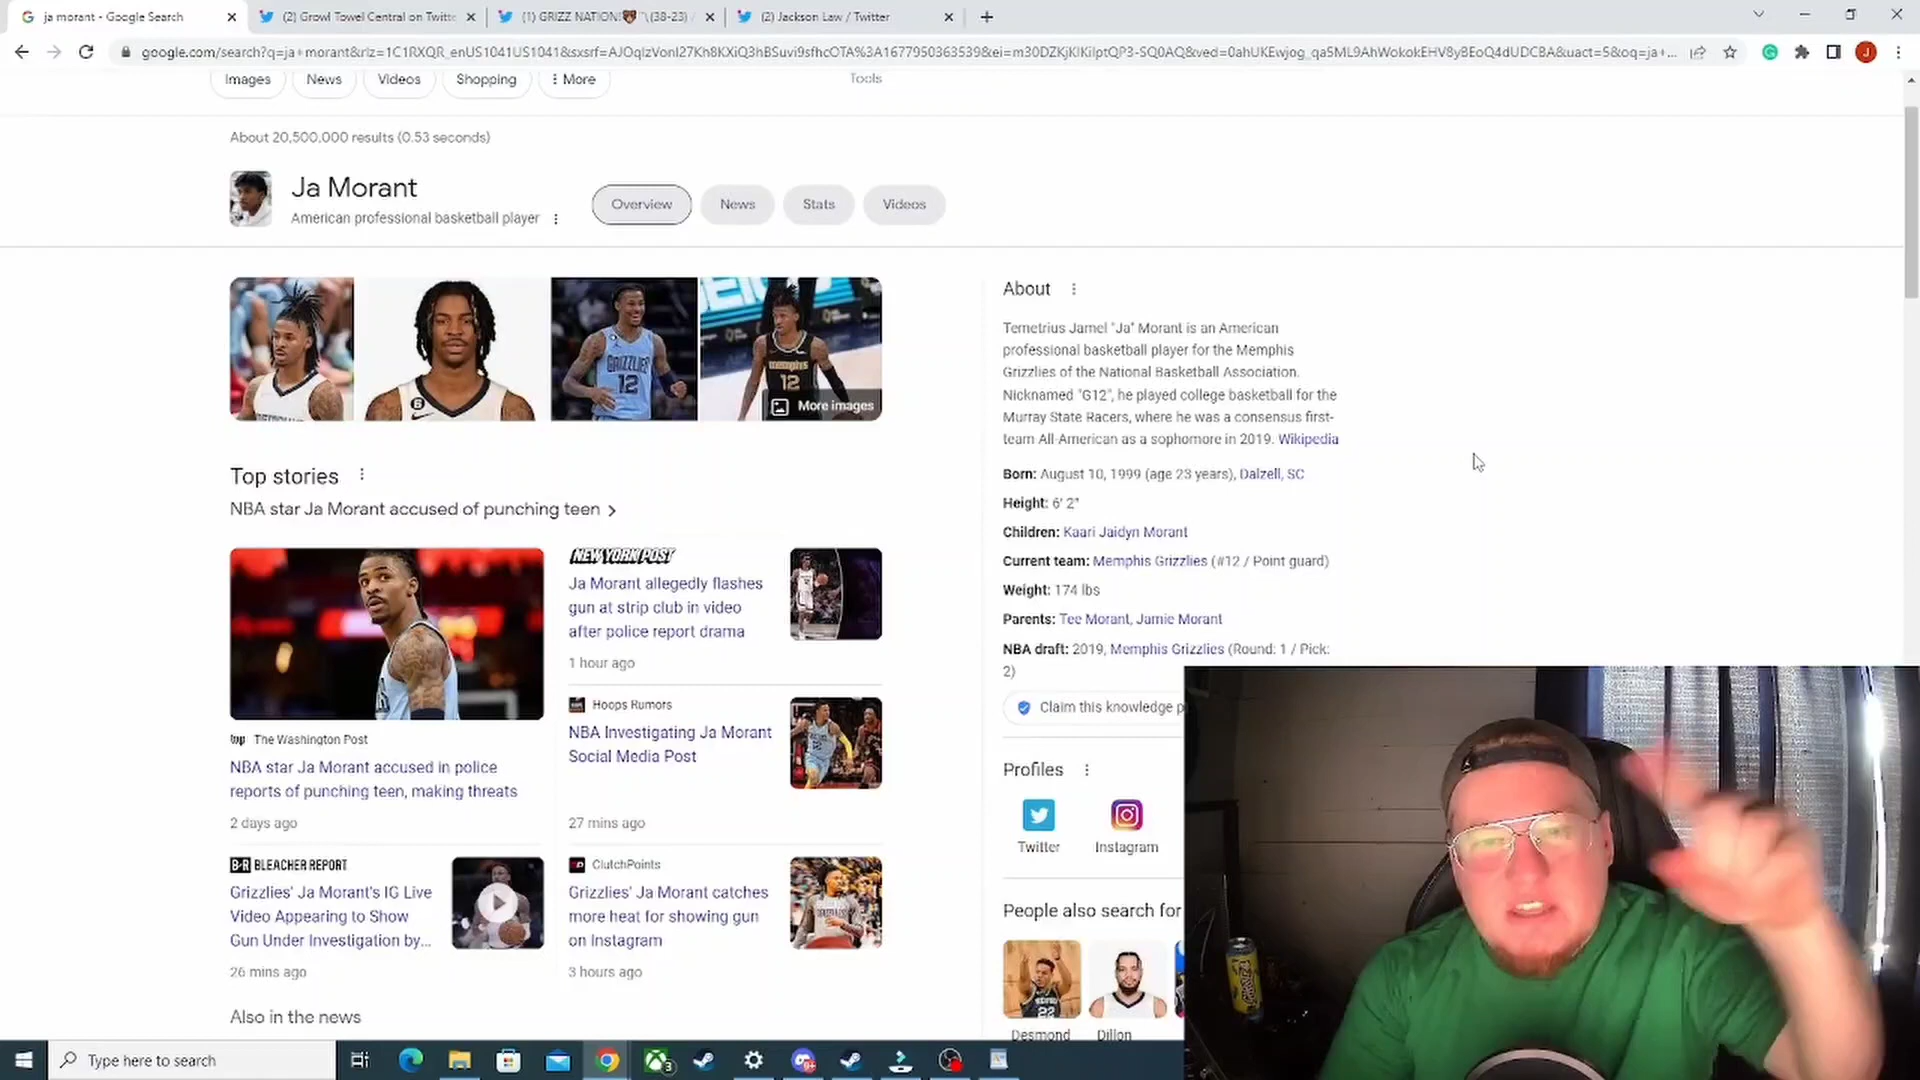 ja morant - Google Search
(2) Growl Towel Central on Twitte
(1) GRIZZ NATION!🐻 \(38-23) /
(2) Jackson Law / Twitter
Images
News
Videos
Shopping
More
Tools
About 20,500,000 results (0.53 seconds)
Ja Morant
American professional basketball player
Overview
News
Stats
Videos
More images
Top stories
NBA star Ja Morant accused of punching teen
wp The Washington Post
NBA star Ja Morant accused in police
reports of punching teen, making threats
2 days ago
NEW YORK POST
Ja Morant allegedly flashes
gun at strip club in video
after police report drama
1 hour ago
Hoops Rumors
NBA Investigating Ja Morant
Social Media Post
27 mins ago
B/R BLEACHER REPORT
Grizzlies' Ja Morant's IG Live
Video Appearing to Show
Gun Under Investigation by...
26 mins ago
ClutchPoints
Grizzlies' Ja Morant catches
more heat for showing gun
on Instagram
3 hours ago
Also in the news
About
Temetrius Jamel "Ja" Morant is an American
professional basketball player for the Memphis
Grizzlies of the National Basketball Association.
Nicknamed "G12", he played college basketball for the
Murray State Racers, where he was a consensus first-
team All-American as a sophomore in 2019. Wikipedia
Born: August 10, 1999 (age 23 years), Dalzell, SC
Height: 6′ 2″
Children: Kaari Jaidyn Morant
Current team: Memphis Grizzlies (#12 / Point guard)
Weight: 174 lbs
Parents: Tee Morant, Jamie Morant
NBA draft: 2019, Memphis Grizzlies (Round: 1 / Pick:
2)
Claim this knowledge p
Profiles
Twitter
Instagram
People also search for
Desmond
Dillon
GRIZZLIES
12
MEMPHIS
12
22
Type here to search